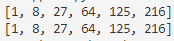 [1, 8, 27, 64, 125, 216]
[1, 8, 27, 64, 125, 216]